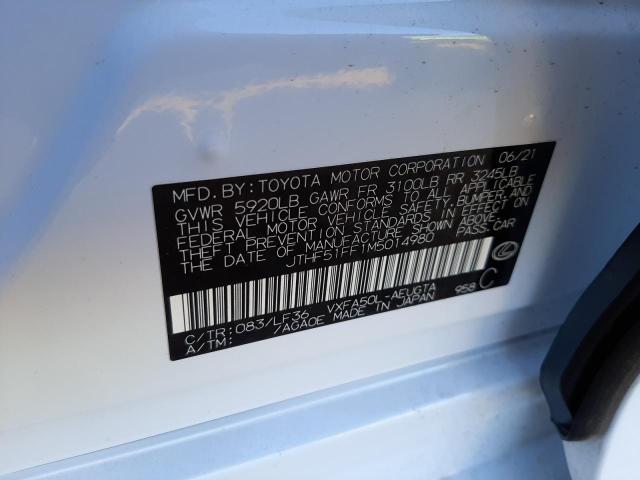 MFD. BY: TOYOTA MOTOR CORPORATION 06/21
GVWR 5920LB GAWR FR 3100LB RR 3245LB
THIS VEHICLE CONFORMS TO ALL APPLICABLE
FEDERAL MOTOR VEHICLE SAFETY, BUMPER, AND
THEFT PREVENTION STANDARDS IN EFFECT ON
THE DATE OF MANUFACTURE SHOWN ABOVE.
JTHF51FF1M5014980 PASS.CAR
C/TR: 083/LF36 VXFA50L-AEUGTA 958 C
A/TM: /AGA0E MADE IN JAPAN